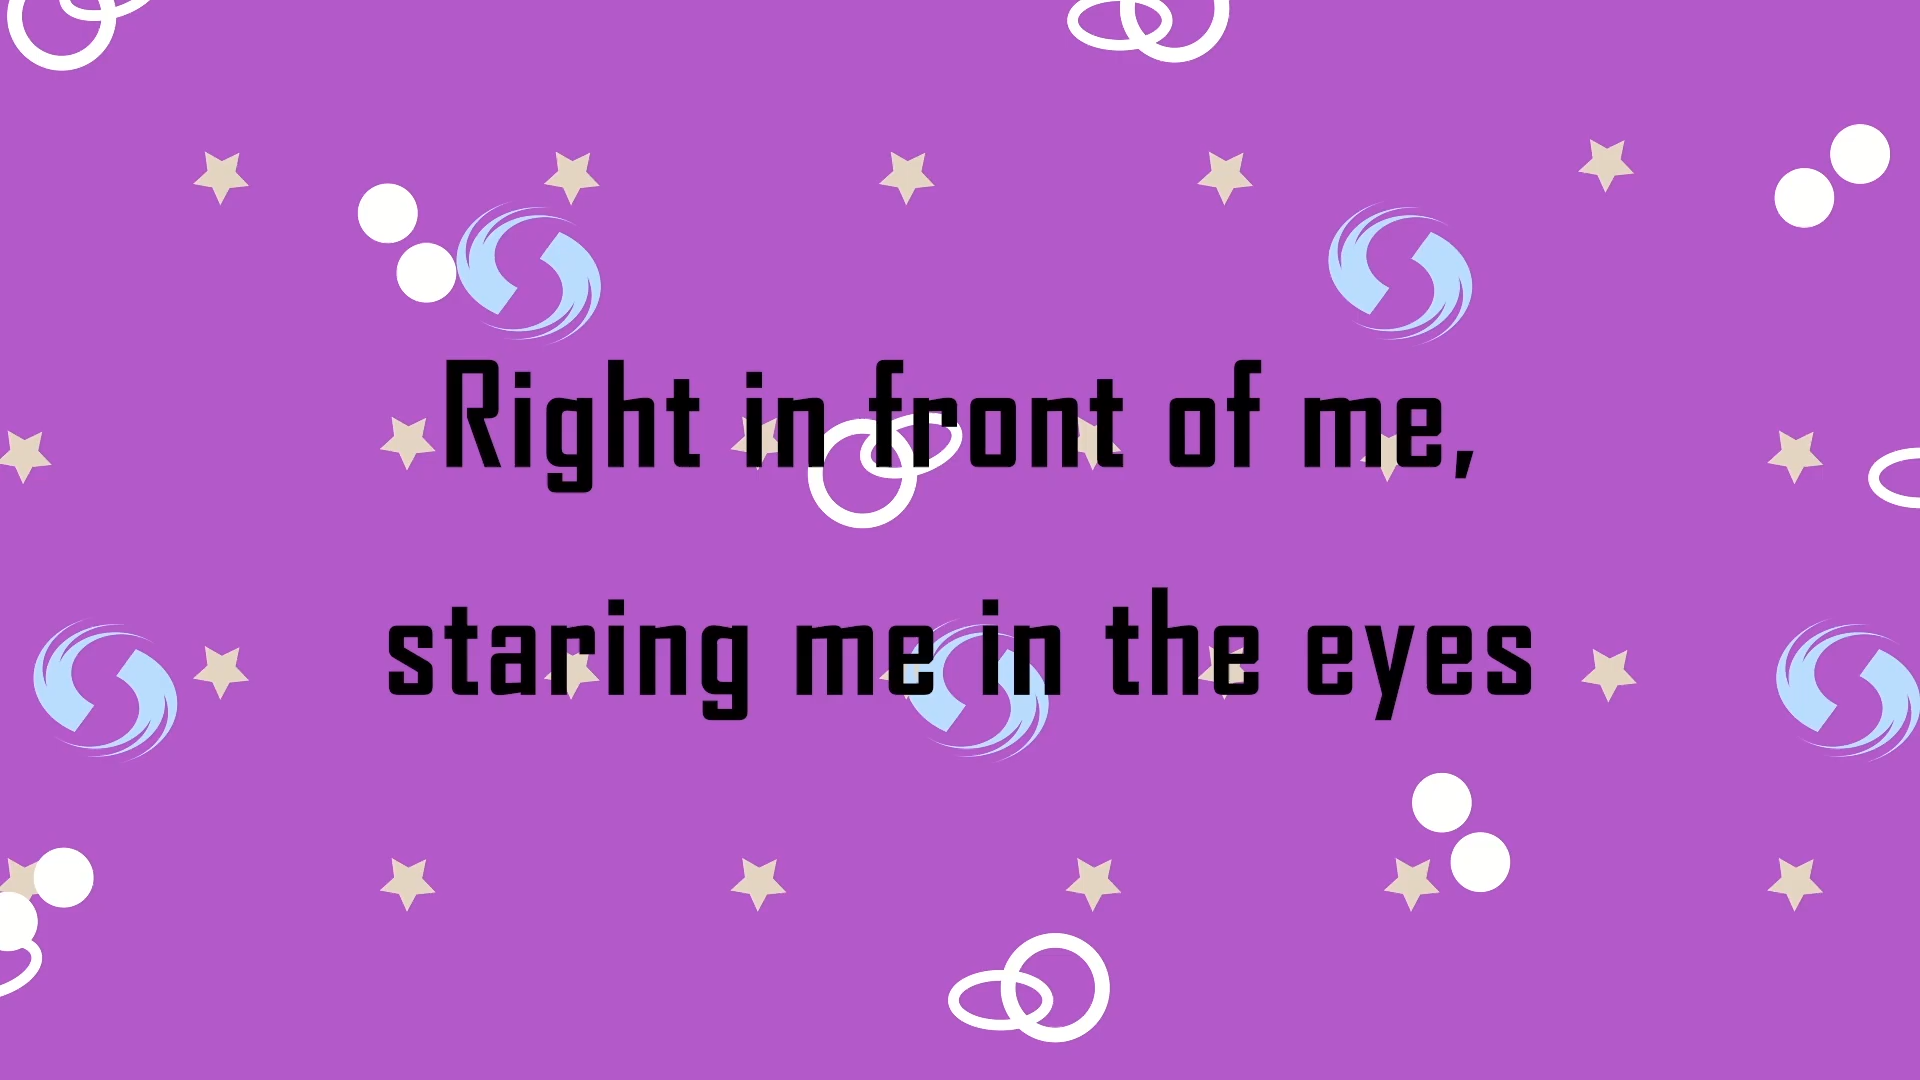 Right in front of me,
staring me in the eyes